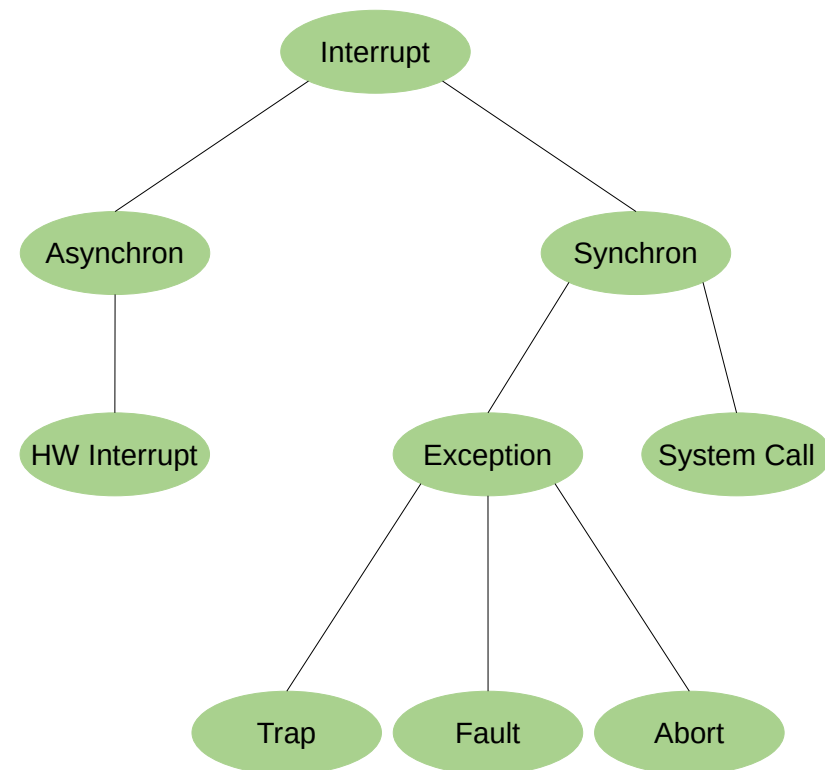 Interrupt
Asynchron
Synchron
HW Interrupt
Exception
System Call
Trap
Fault
Abort